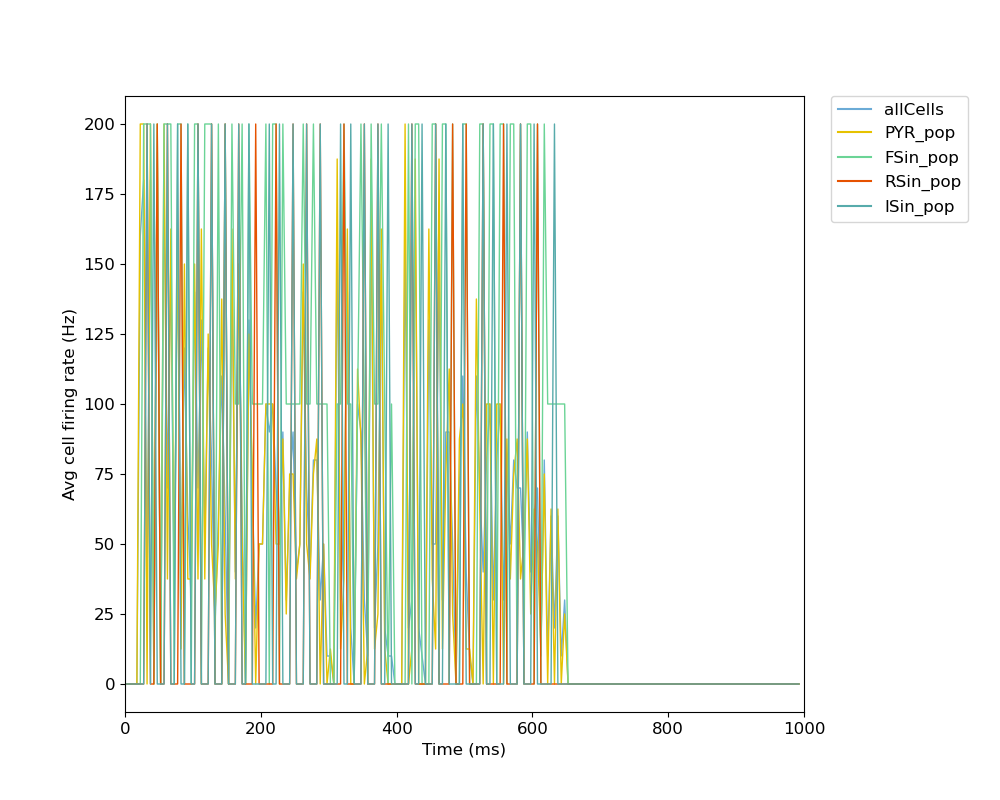 200
175
150
125
100
75
50
25
0
Avg cell firing rate (Hz)
0 200 400 600 800 1000
Time (ms)
allCells
PYR_pop
FSin_pop
RSin_pop
ISin_pop